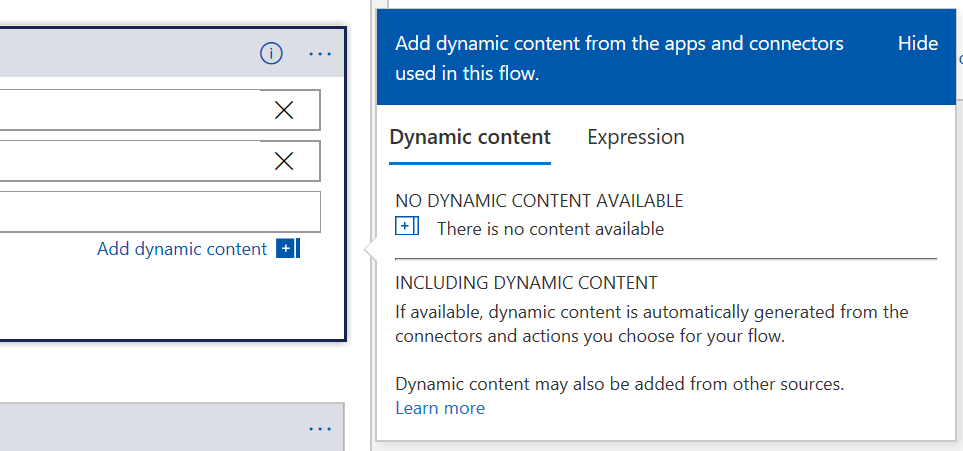 Add dynamic content from the apps and connectors
used in this flow.
Hide
Dynamic content
Expression
NO DYNAMIC CONTENT AVAILABLE
There is no content available
Add dynamic content
INCLUDING DYNAMIC CONTENT
If available, dynamic content is automatically generated from the
connectors and actions you choose for your flow.
Dynamic content may also be added from other sources.
Learn more